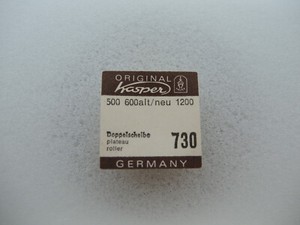 ORIGINAL
Kasper
500 600alt/neu 1200
Doppelscheibe
plateau
roller
730
GERMANY